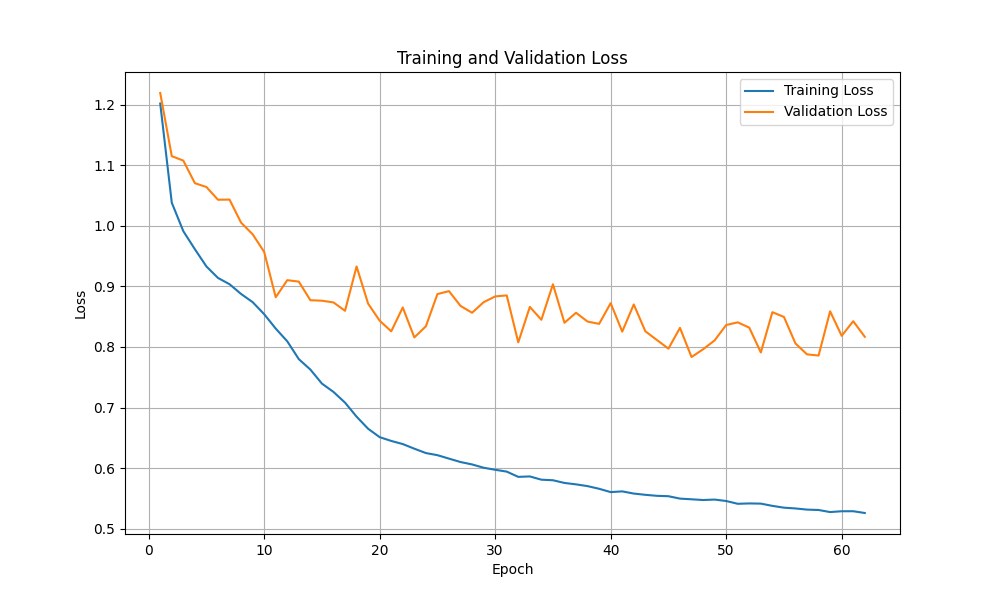 Training and Validation Loss
Training Loss
Validation Loss
1.2
1.1
1.0
0.9
0.8
0.7
0.6
0.5
Loss
0 10 20 30 40 50 60
Epoch